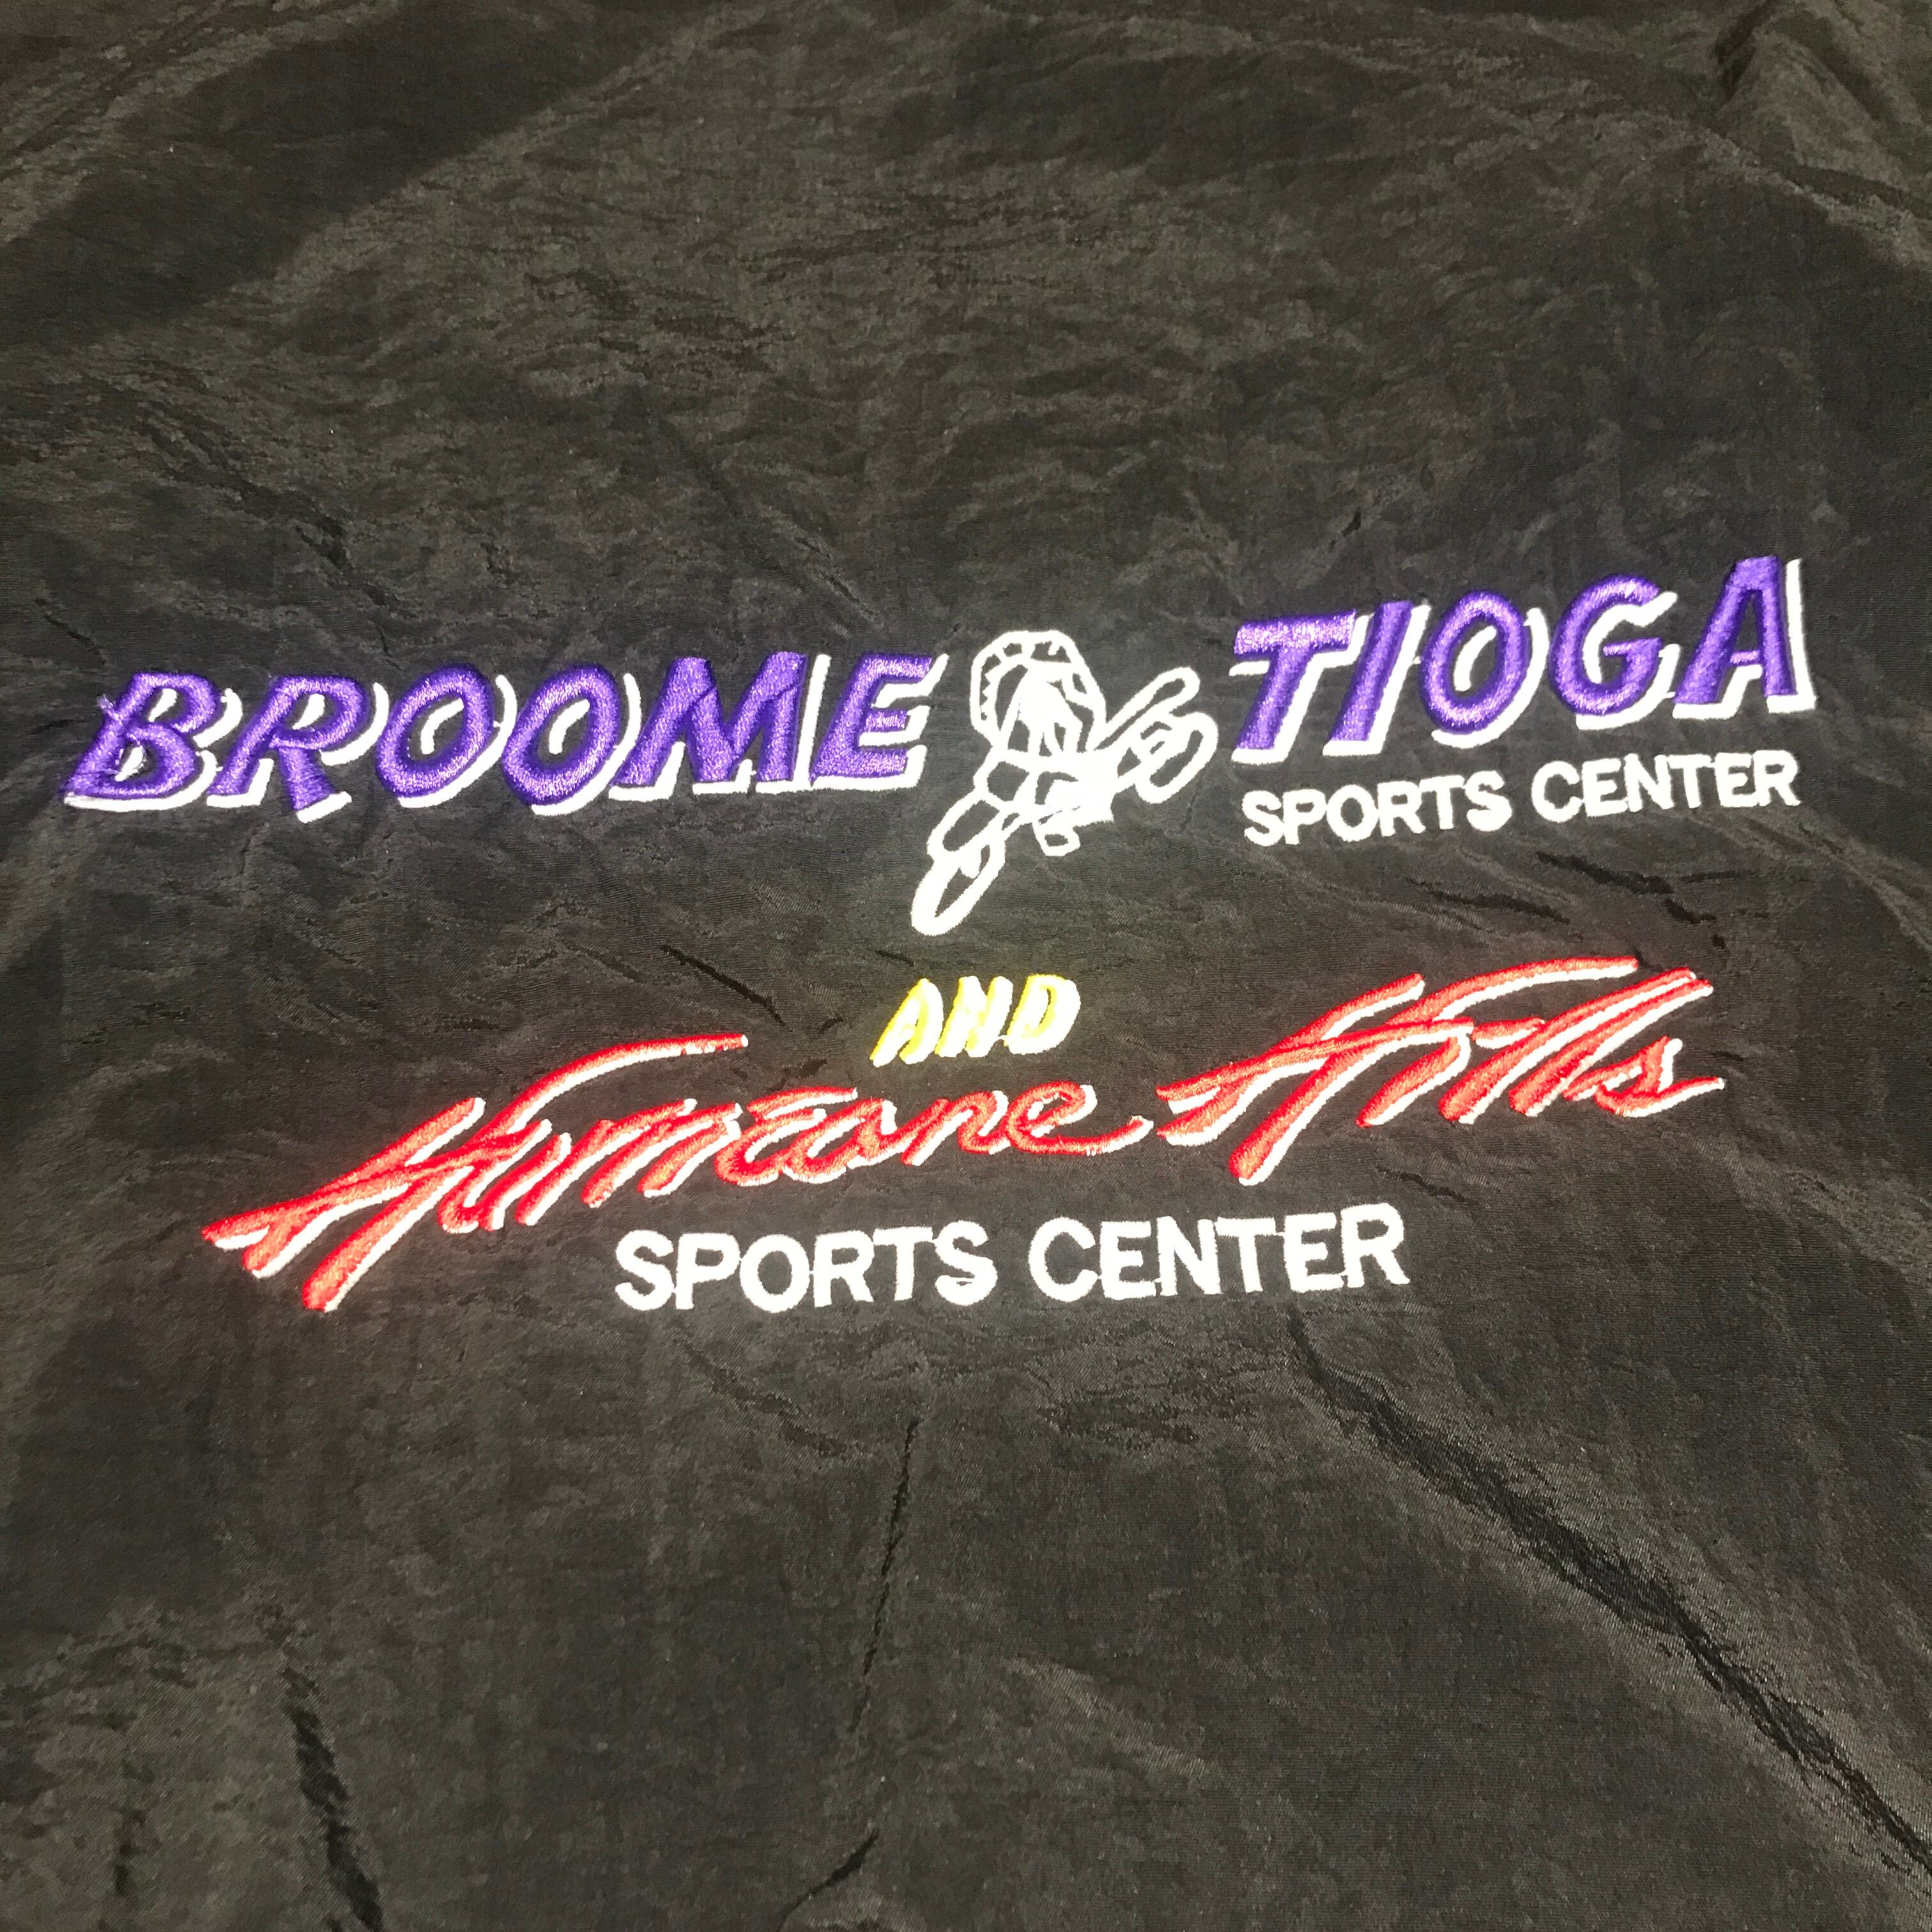 BROOME TIOGA
SPORTS CENTER
AND
Hurricane Hills
SPORTS CENTER